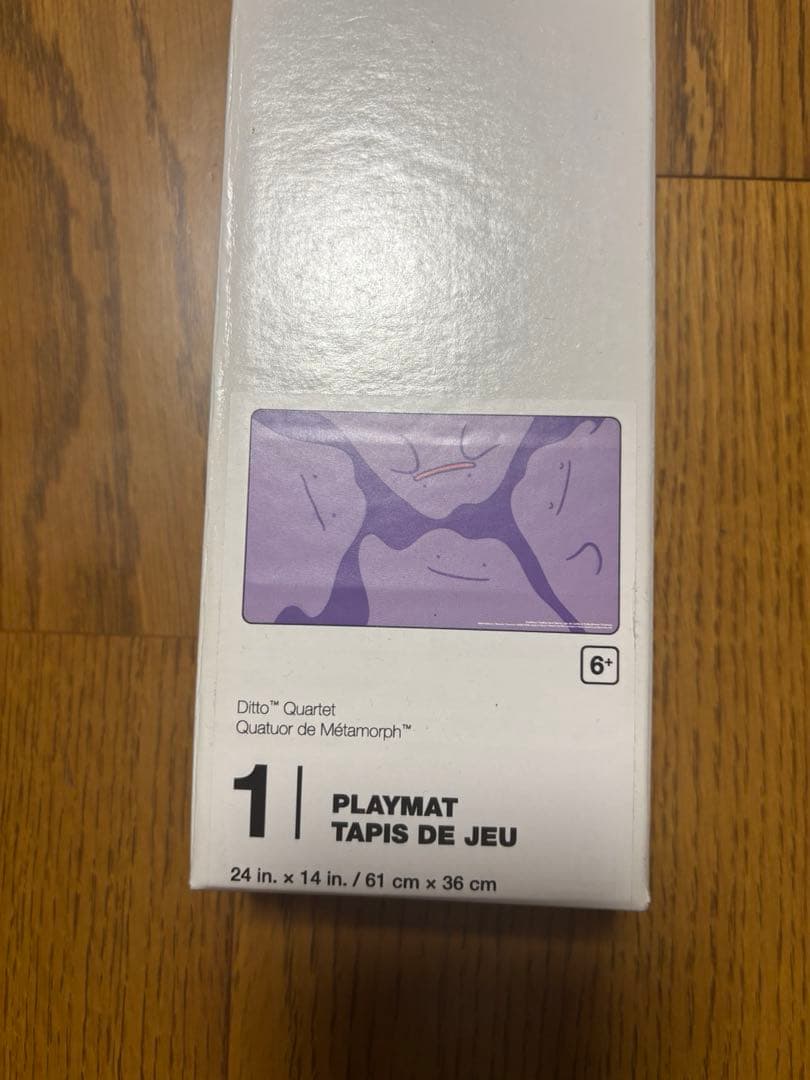 6+
Ditto™ Quartet
Quatuor de Métamorph™
1 PLAYMAT
TAPIS DE JEU
24 in. × 14 in. / 61 cm × 36 cm